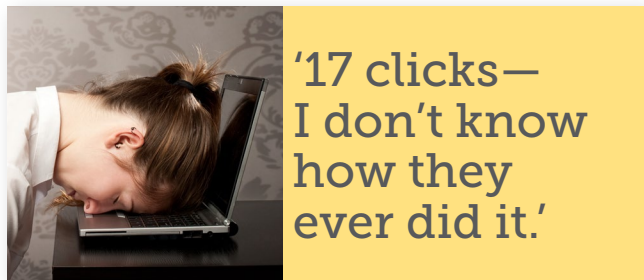 ‘17 clicks—
I don’t know
how they
ever did it.’